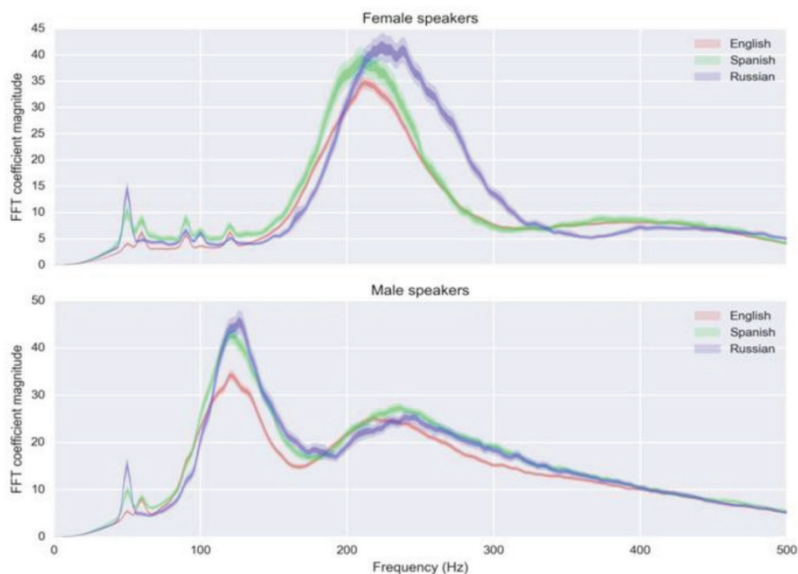 Female speakers
45
40
35
30
25
20
15
10
5
0
FFT coefficient magnitude
English
Spanish
Russian
Male speakers
50
40
30
20
10
0
FFT coefficient magnitude
English
Spanish
Russian
0 100 200 300 400 500
Frequency (Hz)